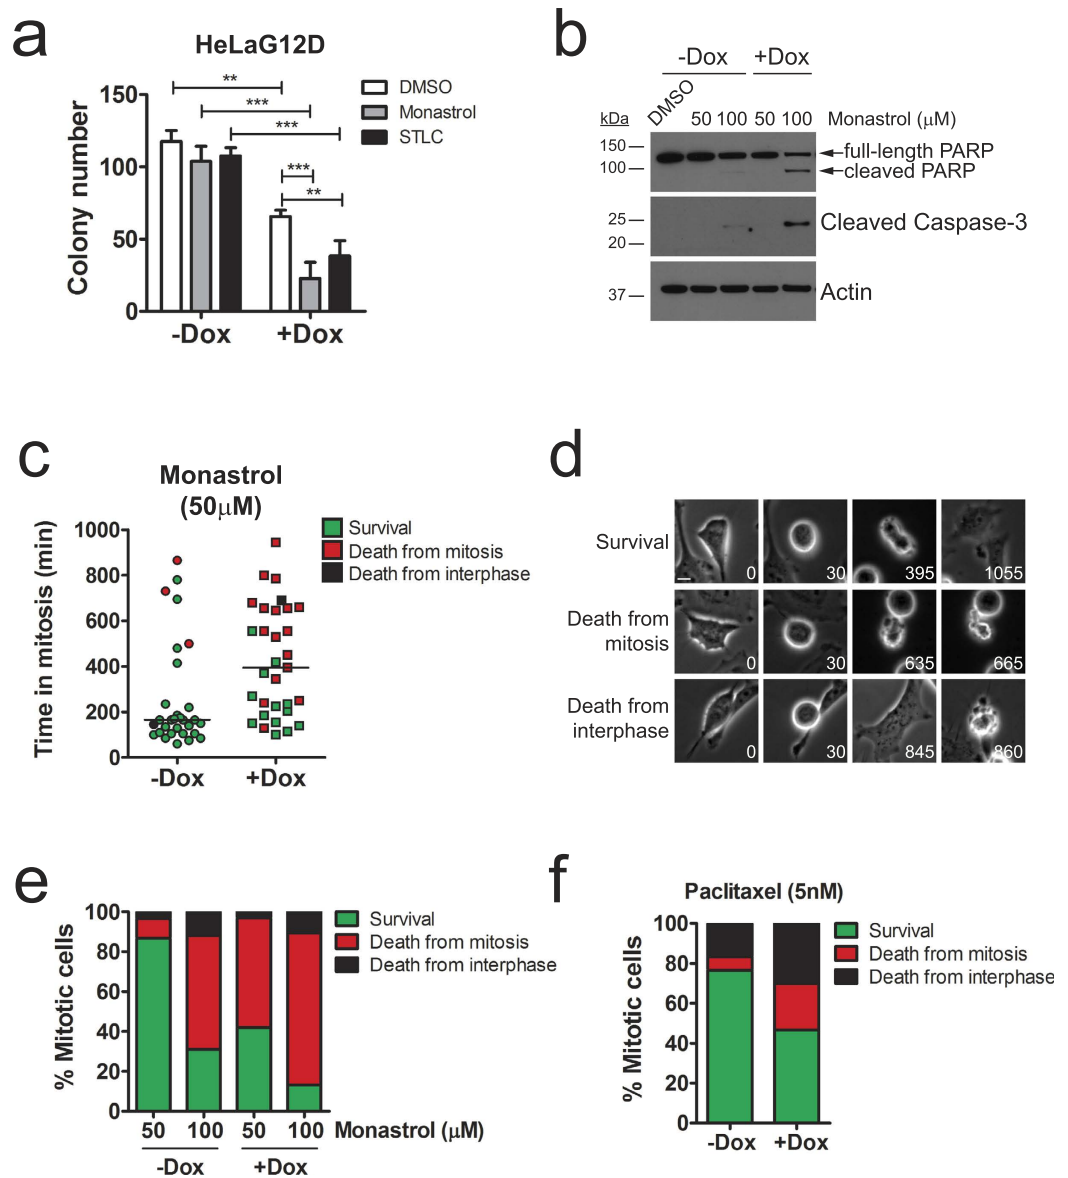 a
HeLaG12D
Colony number
150
100
50
0
**
***
***
***
**
DMSO
Monastrol
STLC
-Dox
+Dox
b
-Dox +Dox
DMSO
kDa
50 100 50 100 Monastrol (μM)
150
100
full-length PARP
cleaved PARP
25
20
Cleaved Caspase-3
37
Actin
c
Monastrol
(50μM)
Time in mitosis (min)
1000
800
600
400
200
0
Survival
Death from mitosis
Death from interphase
-Dox
+Dox
d
Survival
0
30
395
1055
Death from
mitosis
0
30
635
665
Death from
interphase
0
30
845
860
e
% Mitotic cells
100
80
60
40
20
0
Survival
Death from mitosis
Death from interphase
50 100 50 100 Monastrol (μM)
-Dox +Dox
f
Paclitaxel (5nM)
% Mitotic cells
100
80
60
40
20
0
Survival
Death from mitosis
Death from interphase
-Dox +Dox